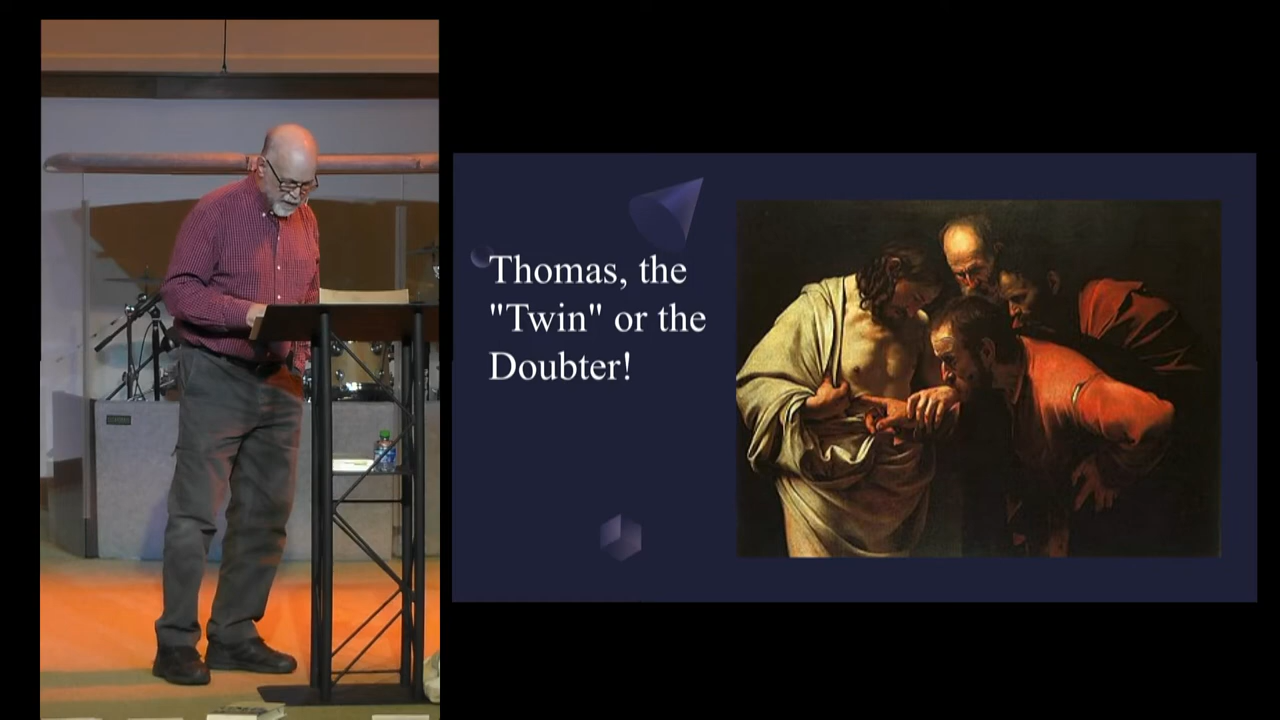 Thomas, the
"Twin" or the
Doubter!